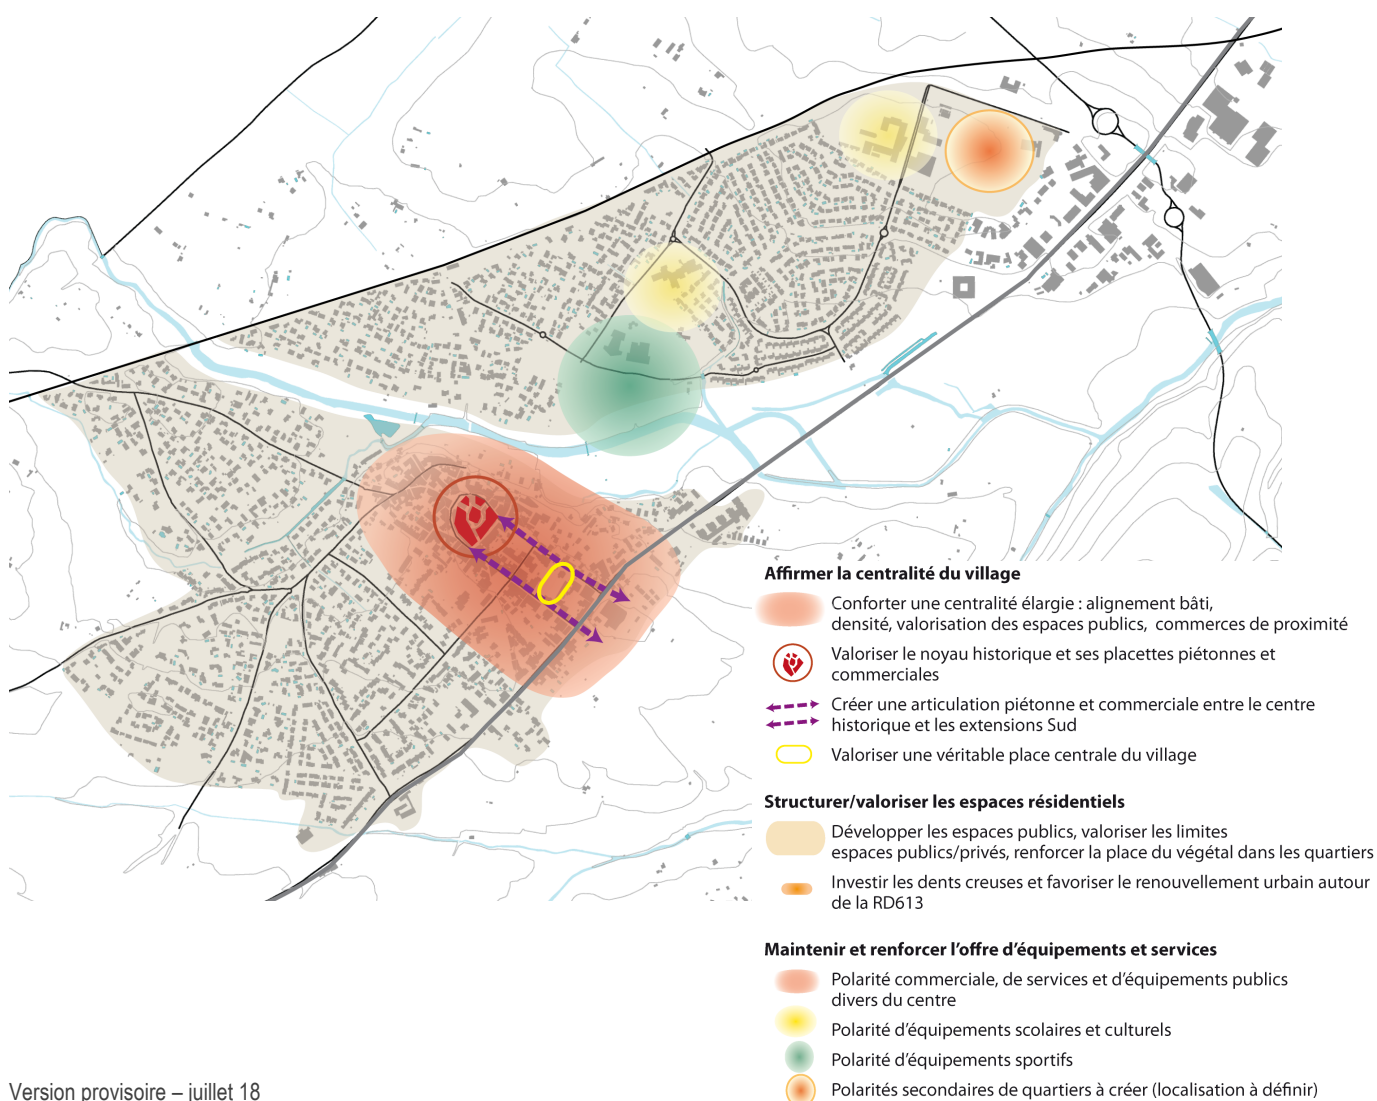 Affirmer la centralité du village
Conforter une centralité élargie : alignement bâti,
densité, valorisation des espaces publics, commerces de proximité
Valoriser le noyau historique et ses placettes piétonnes et
commerciales
Créer une articulation piétonne et commerciale entre le centre
historique et les extensions Sud
Valoriser une véritable place centrale du village
Structurer/valoriser les espaces résidentiels
Développer les espaces publics, valoriser les limites
espaces publics/privés, renforcer la place du végétal dans les quartiers
Investir les dents creuses et favoriser le renouvellement urbain autour
de la RD613
Maintenir et renforcer l’offre d’équipements et services
Polarité commerciale, de services et d’équipements publics
divers du centre
Polarité d’équipements scolaires et culturels
Polarité d’équipements sportifs
Polarités secondaires de quartiers à créer (localisation à définir)
Version provisoire – juillet 18